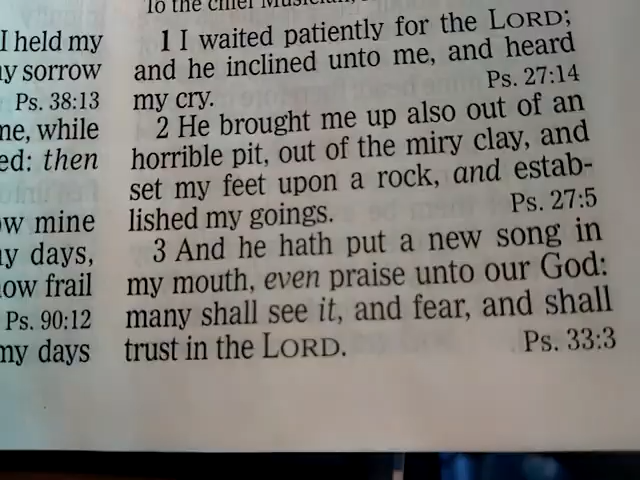 I held my
sorrow
Ps. 38:13
me, while
then
mine
days,
frail
Ps. 90:12
my days
To the chief Musician,
1 I waited patiently for the LORD;
and he inclined unto me, and heard
my cry. Ps. 27:14
2 He brought me up also out of an
horrible pit, out of the miry clay, and
set my feet upon a rock, and estab-
lished my goings. Ps. 27:5
3 And he hath put a new song in
my mouth, even praise unto our God:
many shall see it, and fear, and shall
trust in the LORD. Ps. 33:3